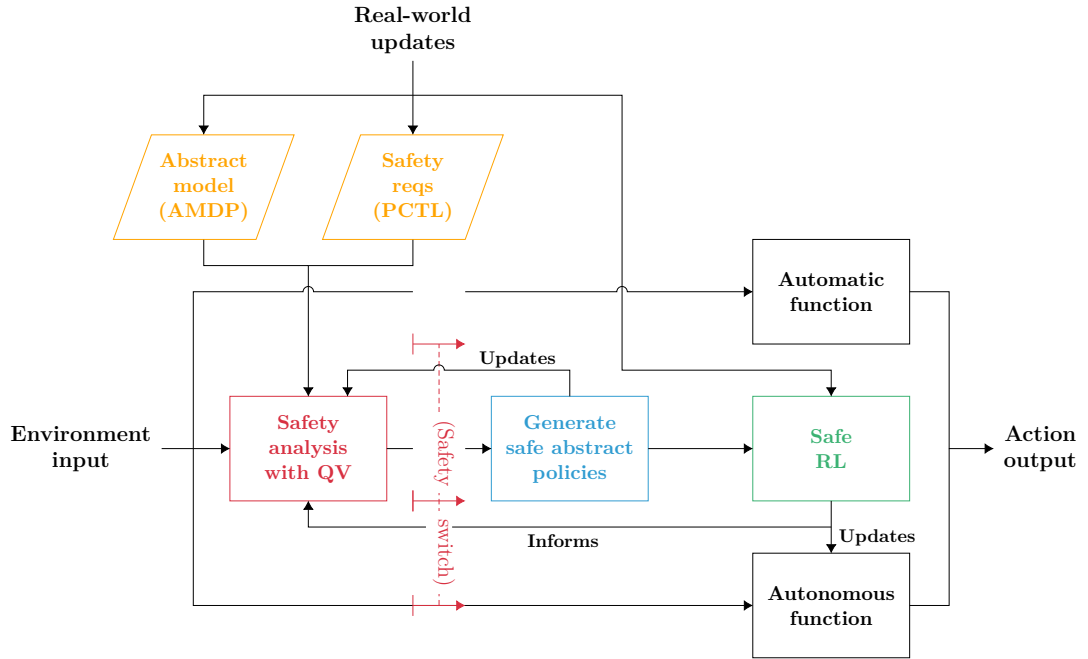 Real-world
updates
Abstract
model
(AMDP)
Safety
reqs
(PCTL)
Automatic
function
Updates
Environment
input
Safety
analysis
with QV
(Safety
switch)
Generate
safe abstract
policies
Safe
RL
Action
output
Informs
Updates
Autonomous
function